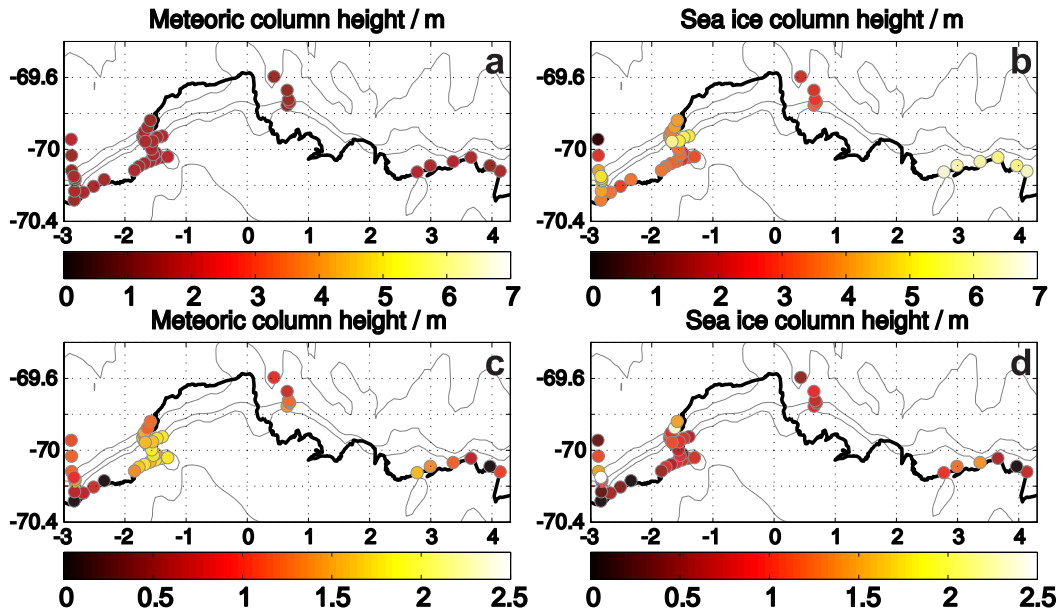 Meteoric column height / m
Sea ice column height / m
a
b
-69.6
-70
-70.4
-3 -2 -1 0 1 2 3 4
-69.6
-70
-70.4
-3 -2 -1 0 1 2 3 4
0 1 2 3 4 5 6 7
0 1 2 3 4 5 6 7
Meteoric column height / m
Sea ice column height / m
c
d
-69.6
-70
-70.4
-3 -2 -1 0 1 2 3 4
-69.6
-70
-70.4
-3 -2 -1 0 1 2 3 4
0 0.5 1 1.5 2 2.5
0 0.5 1 1.5 2 2.5